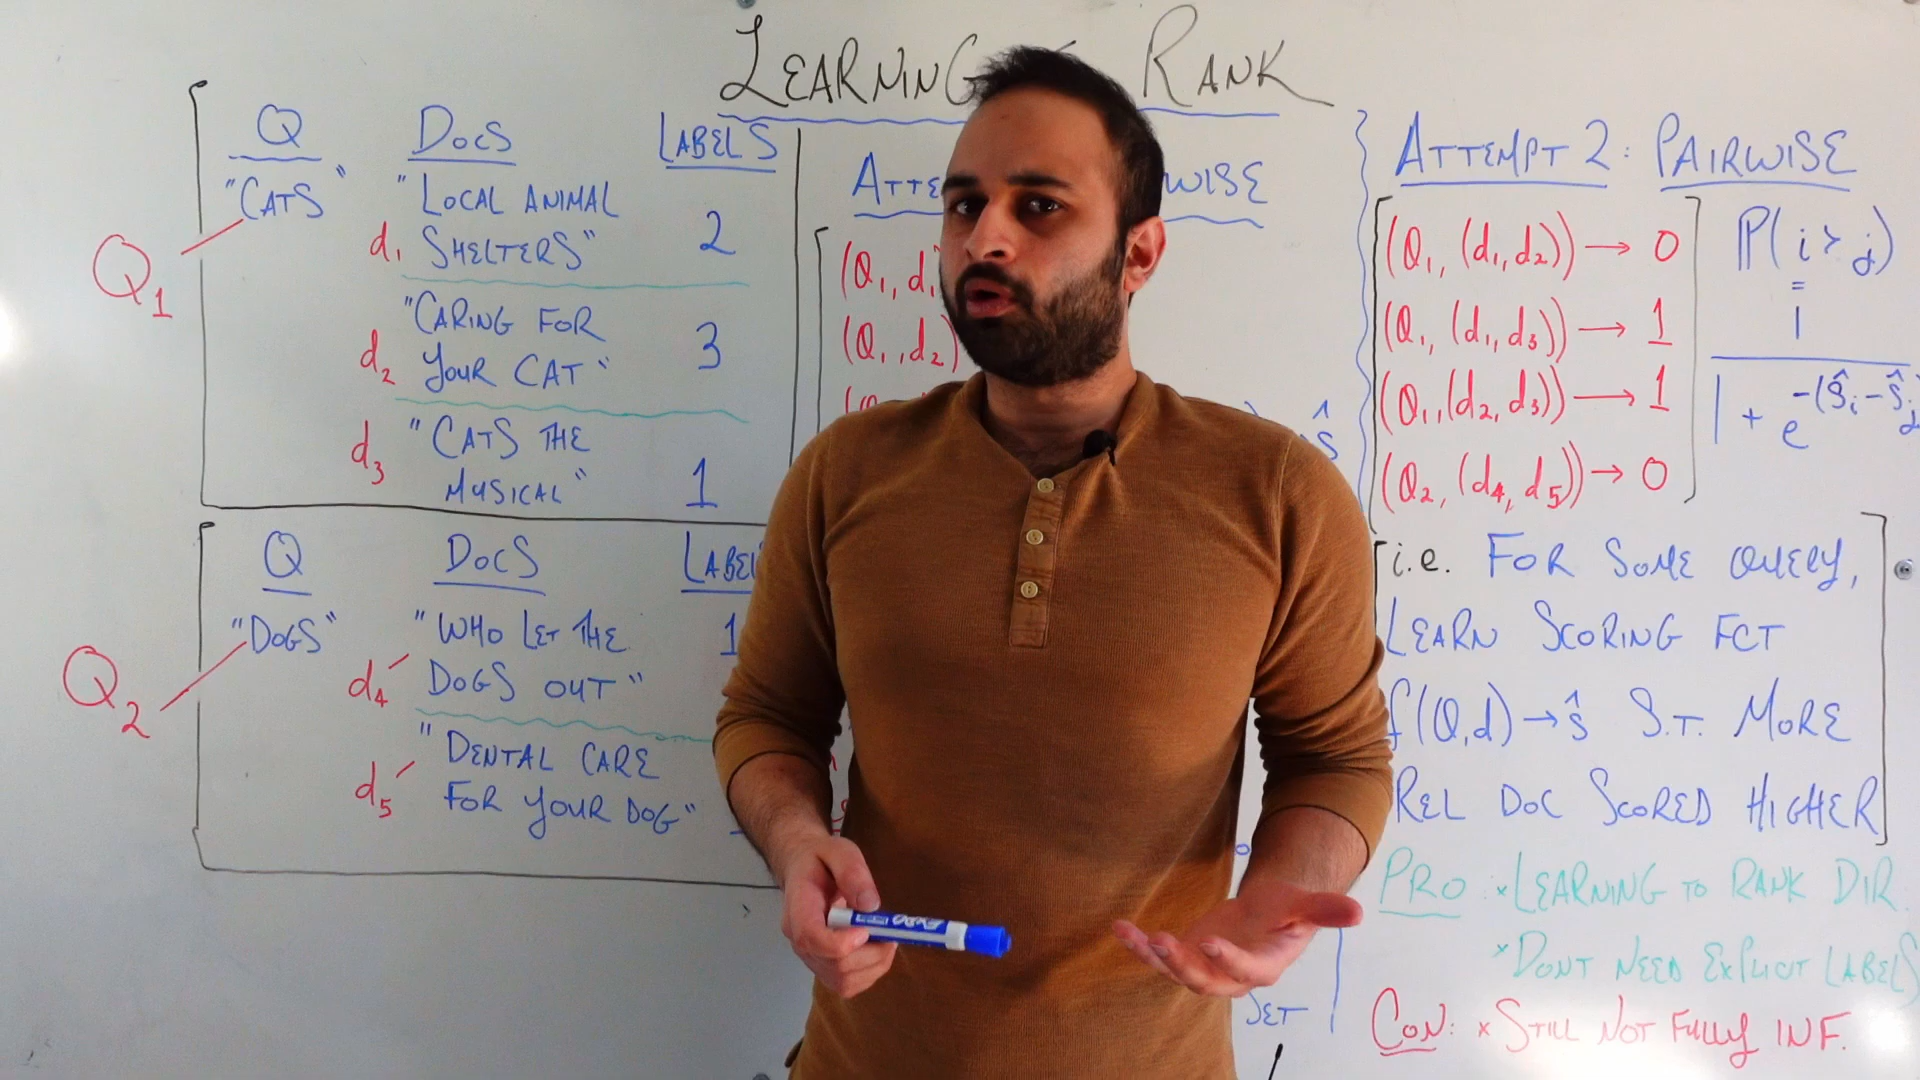 LEARNING RANK
Q DOCS LABELS
"CATS"
Q1
d1 "LOCAL ANIMAL
SHELTERS" 2
d2 "CARING FOR
YOUR CAT" 3
d3 "CATS THE
MUSICAL" 1
Q DOCS LABEL
"DOGS"
Q2
d4 "WHO LET THE 1
DOGS OUT"
d5 "DENTAL CARE
FOR YOUR DOG"
ATTE WISE
(Q1, d1
(Q1, d2)
ŝ
SET
ATTEMPT 2: PAIRWISE
(Q1, (d1, d2)) → 0
(Q1, (d1, d3)) → 1
(Q1, (d2, d3)) → 1
(Q2, (d4, d5)) → 0
P(i > j)
=
1
1 + e^-(ŝi - ŝj)
i.e. FOR SOME QUERY,
LEARN SCORING FCT
f(Q,d) → ŝ S.T. MORE
REL DOC SCORED HIGHER
PRO: × LEARNING TO RANK DIR.
× DONT NEED EXPLICIT LABELS
CON: × STILL NOT FULLY INF.
EXPO